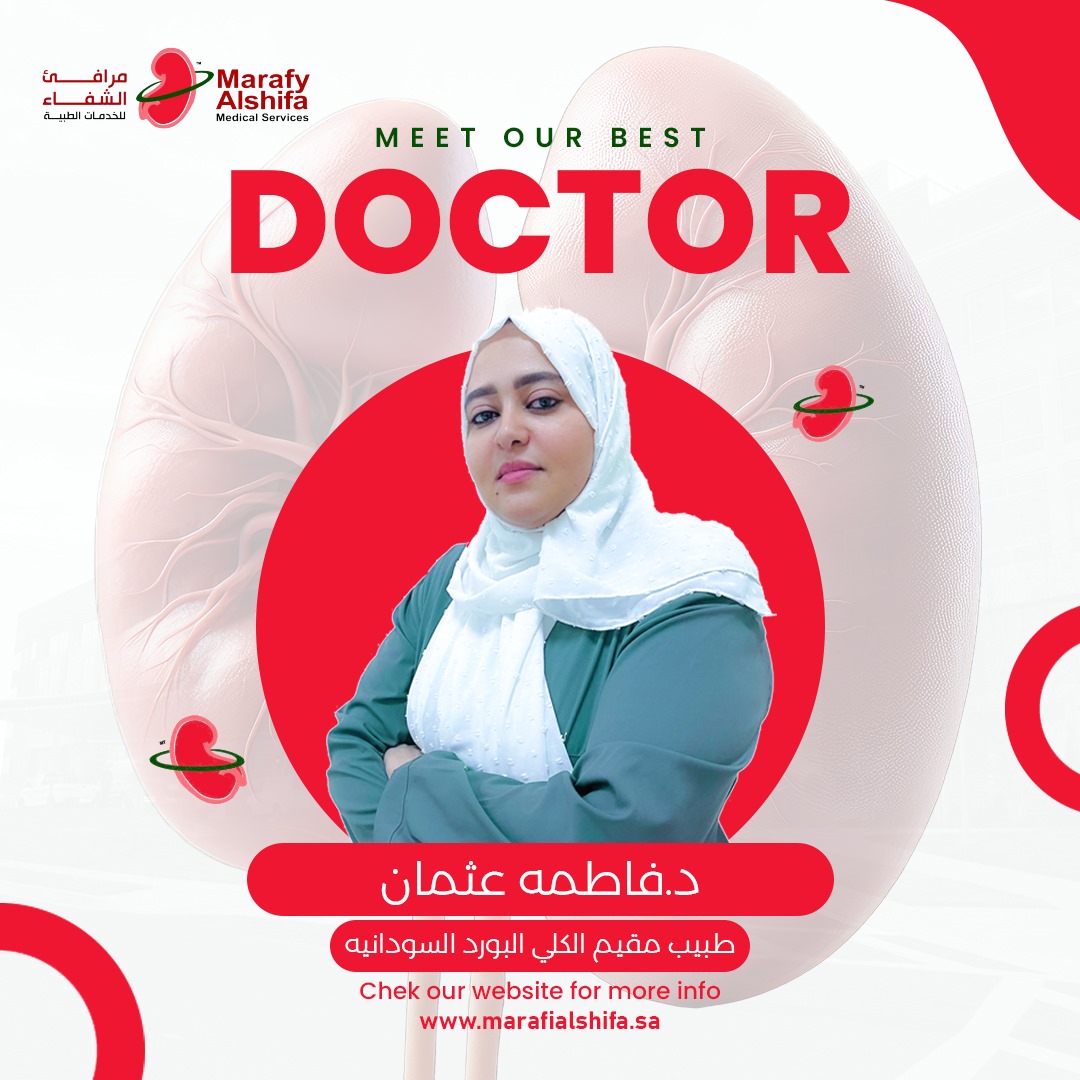 مرافئ
الشفاء
للخدمات الطبية
Marafy
Alshifa
Medical Services
MEET OUR BEST
DOCTOR
د.فاطمه عثمان
طبيب مقيم الكلي البورد السودانيه
Chek our website for more info
www.marafialshifa.sa